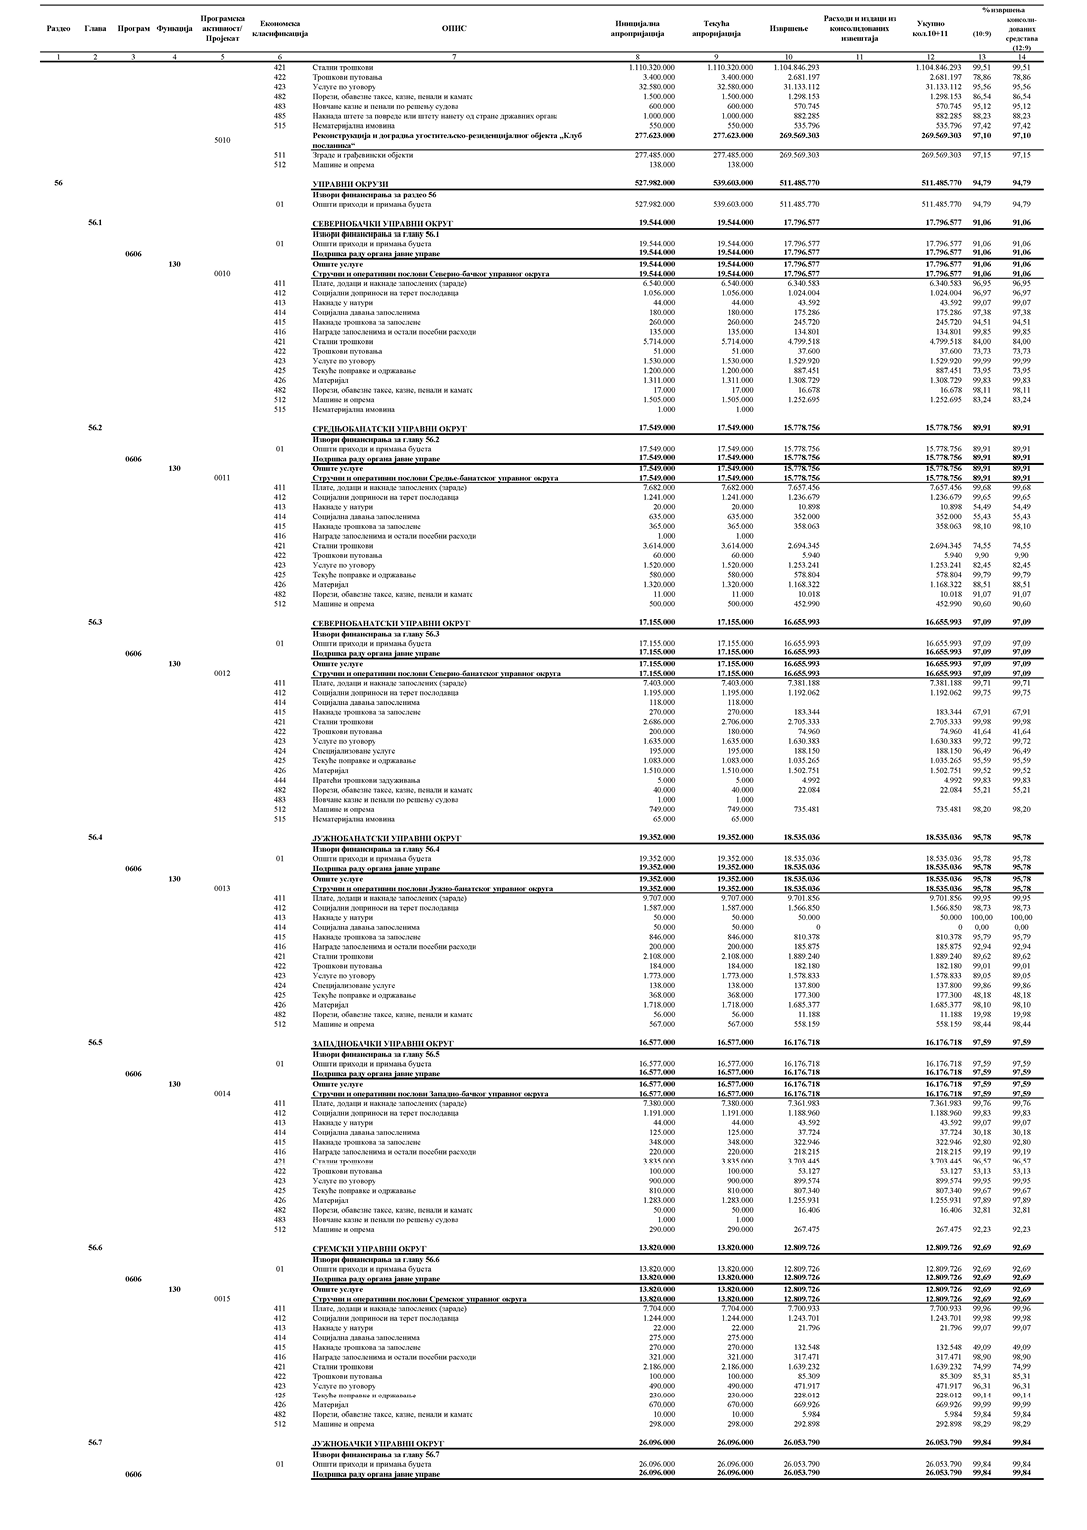 Раздео Глава Програм Функција Програмска активност/ Пројекат Економска класификација ОПИС Иницијална апропријација Текућа апроријација Извршење Расходи и издаци из консолидованих извештаја Укупно кол.10+11 % извршења (10:9) консоли-дованих средстава (12:9)
1 2 3 4 5 6 7 8 9 10 11 12 13 14
421 Стални трошкови 1.110.320.000 1.110.320.000 1.104.846.293 1.104.846.293 99,51 99,51
422 Трошкови путовања 3.400.000 3.400.000 2.681.197 2.681.197 78,86 78,86
423 Услуге по уговору 32.580.000 32.580.000 31.133.112 31.133.112 95,56 95,56
482 Порези, обавезне таксе, казне, пенали и камате 1.500.000 1.500.000 1.298.153 1.298.153 86,54 86,54
483 Новчане казне и пенали по решењу судова 600.000 600.000 570.745 570.745 95,12 95,12
485 Накнада штете за повреде или штету нанету од стране државних органа 1.000.000 1.000.000 882.285 882.285 88,23 88,23
515 Нематеријална имовина 550.000 550.000 535.796 535.796 97,42 97,42
5010 Реконструкција и доградња угоститељско-резиденцијалног објекта „Клуб посланика“ 277.623.000 277.623.000 269.569.303 269.569.303 97,10 97,10
511 Зграде и грађевински објекти 277.485.000 277.485.000 269.569.303 269.569.303 97,15 97,15
512 Машине и опрема 138.000 138.000
56 УПРАВНИ ОКРУЗИ 527.982.000 539.603.000 511.485.770 511.485.770 94,79 94,79
Извори финансирања за раздео 56
01 Општи приходи и примања буџета 527.982.000 539.603.000 511.485.770 511.485.770 94,79 94,79
56.1 СЕВЕРНОБАЧКИ УПРАВНИ ОКРУГ 19.544.000 19.544.000 17.796.577 17.796.577 91,06 91,06
Извори финансирања за главу 56.1
01 Општи приходи и примања буџета 19.544.000 19.544.000 17.796.577 17.796.577 91,06 91,06
0606 Подршка раду органа јавне управе 19.544.000 19.544.000 17.796.577 17.796.577 91,06 91,06
130 Опште услуге 19.544.000 19.544.000 17.796.577 17.796.577 91,06 91,06
0010 Стручни и оперативни послови Северно-бачког управног округа 19.544.000 19.544.000 17.796.577 17.796.577 91,06 91,06
411 Плате, додаци и накнаде запослених (зараде) 6.540.000 6.540.000 6.340.583 6.340.583 96,95 96,95
412 Социјални доприноси на терет послодавца 1.056.000 1.056.000 1.024.004 1.024.004 96,97 96,97
413 Накнаде у натури 44.000 44.000 43.592 43.592 99,07 99,07
414 Социјална давања запосленима 180.000 180.000 175.286 175.286 97,38 97,38
415 Накнаде трошкова за запослене 260.000 260.000 245.720 245.720 94,51 94,51
416 Награде запосленима и остали посебни расходи 135.000 135.000 134.801 134.801 99,85 99,85
421 Стални трошкови 5.714.000 5.714.000 4.799.518 4.799.518 84,00 84,00
422 Трошкови путовања 51.000 51.000 37.600 37.600 73,73 73,73
423 Услуге по уговору 1.530.000 1.530.000 1.529.920 1.529.920 99,99 99,99
425 Текуће поправке и одржавање 1.200.000 1.200.000 887.451 887.451 73,95 73,95
426 Материјал 1.311.000 1.311.000 1.308.729 1.308.729 99,83 99,83
482 Порези, обавезне таксе, казне, пенали и камате 17.000 17.000 16.678 16.678 98,11 98,11
512 Машине и опрема 1.505.000 1.505.000 1.252.695 1.252.695 83,24 83,24
515 Нематеријална имовина 1.000 1.000
56.2 СРЕДЊОБАНАТСКИ УПРАВНИ ОКРУГ 17.549.000 17.549.000 15.778.756 15.778.756 89,91 89,91
Извори финансирања за главу 56.2
01 Општи приходи и примања буџета 17.549.000 17.549.000 15.778.756 15.778.756 89,91 89,91
0606 Подршка раду органа јавне управе 17.549.000 17.549.000 15.778.756 15.778.756 89,91 89,91
130 Опште услуге 17.549.000 17.549.000 15.778.756 15.778.756 89,91 89,91
0011 Стручни и оперативни послови Средње-банатског управног округа 17.549.000 17.549.000 15.778.756 15.778.756 89,91 89,91
411 Плате, додаци и накнаде запослених (зараде) 7.682.000 7.682.000 7.657.456 7.657.456 99,68 99,68
412 Социјални доприноси на терет послодавца 1.241.000 1.241.000 1.236.679 1.236.679 99,65 99,65
413 Накнаде у натури 20.000 20.000 10.898 10.898 54,49 54,49
414 Социјална давања запосленима 635.000 635.000 352.000 352.000 55,43 55,43
415 Накнаде трошкова за запослене 365.000 365.000 358.063 358.063 98,10 98,10
416 Награде запосленима и остали посебни расходи 1.000 1.000
421 Стални трошкови 3.614.000 3.614.000 2.694.345 2.694.345 74,55 74,55
422 Трошкови путовања 60.000 60.000 5.940 5.940 9,90 9,90
423 Услуге по уговору 1.520.000 1.520.000 1.253.241 1.253.241 82,45 82,45
425 Текуће поправке и одржавање 580.000 580.000 578.804 578.804 99,79 99,79
426 Материјал 1.320.000 1.320.000 1.168.322 1.168.322 88,51 88,51
482 Порези, обавезне таксе, казне, пенали и камате 11.000 11.000 10.018 10.018 91,07 91,07
512 Машине и опрема 500.000 500.000 452.990 452.990 90,60 90,60
56.3 СЕВЕРНОБАНАТСКИ УПРАВНИ ОКРУГ 17.155.000 17.155.000 16.655.993 16.655.993 97,09 97,09
Извори финансирања за главу 56.3
01 Општи приходи и примања буџета 17.155.000 17.155.000 16.655.993 16.655.993 97,09 97,09
0606 Подршка раду органа јавне управе 17.155.000 17.155.000 16.655.993 16.655.993 97,09 97,09
130 Опште услуге 17.155.000 17.155.000 16.655.993 16.655.993 97,09 97,09
0012 Стручни и оперативни послови Северно-банатског управног округа 17.155.000 17.155.000 16.655.993 16.655.993 97,09 97,09
411 Плате, додаци и накнаде запослених (зараде) 7.403.000 7.403.000 7.381.188 7.381.188 99,71 99,71
412 Социјални доприноси на терет послодавца 1.195.000 1.195.000 1.192.062 1.192.062 99,75 99,75
414 Социјална давања запосленима 118.000 118.000
415 Накнаде трошкова за запослене 270.000 270.000 183.344 183.344 67,91 67,91
421 Стални трошкови 2.686.000 2.706.000 2.705.333 2.705.333 99,98 99,98
422 Трошкови путовања 200.000 180.000 74.960 74.960 41,64 41,64
423 Услуге по уговору 1.635.000 1.635.000 1.630.383 1.630.383 99,72 99,72
424 Специјализоване услуге 195.000 195.000 188.150 188.150 96,49 96,49
425 Текуће поправке и одржавање 1.083.000 1.083.000 1.035.265 1.035.265 95,59 95,59
426 Материјал 1.510.000 1.510.000 1.502.751 1.502.751 99,52 99,52
444 Пратећи трошкови задуживања 5.000 5.000 4.992 4.992 99,83 99,83
482 Порези, обавезне таксе, казне, пенали и камате 40.000 40.000 22.084 22.084 55,21 55,21
483 Новчане казне и пенали по решењу судова 1.000 1.000
512 Машине и опрема 749.000 749.000 735.481 735.481 98,20 98,20
515 Нематеријална имовина 65.000 65.000
56.4 ЈУЖНОБАНАТСКИ УПРАВНИ ОКРУГ 19.352.000 19.352.000 18.535.036 18.535.036 95,78 95,78
Извори финансирања за главу 56.4
01 Општи приходи и примања буџета 19.352.000 19.352.000 18.535.036 18.535.036 95,78 95,78
0606 Подршка раду органа јавне управе 19.352.000 19.352.000 18.535.036 18.535.036 95,78 95,78
130 Опште услуге 19.352.000 19.352.000 18.535.036 18.535.036 95,78 95,78
0013 Стручни и оперативни послови Јужно-банатског управног округа 19.352.000 19.352.000 18.535.036 18.535.036 95,78 95,78
411 Плате, додаци и накнаде запослених (зараде) 9.707.000 9.707.000 9.701.856 9.701.856 99,95 99,95
412 Социјални доприноси на терет послодавца 1.587.000 1.587.000 1.566.850 1.566.850 98,73 98,73
413 Накнаде у натури 50.000 50.000 50.000 50.000 100,00 100,00
414 Социјална давања запосленима 50.000 50.000 0 0 0,00 0,00
415 Накнаде трошкова за запослене 846.000 846.000 810.378 810.378 95,79 95,79
416 Награде запосленима и остали посебни расходи 200.000 200.000 185.875 185.875 92,94 92,94
421 Стални трошкови 2.108.000 2.108.000 1.889.240 1.889.240 89,62 89,62
422 Трошкови путовања 184.000 184.000 182.180 182.180 99,01 99,01
423 Услуге по уговору 1.773.000 1.773.000 1.578.833 1.578.833 89,05 89,05
424 Специјализоване услуге 138.000 138.000 137.800 137.800 99,86 99,86
425 Текуће поправке и одржавање 368.000 368.000 177.300 177.300 48,18 48,18
426 Материјал 1.718.000 1.718.000 1.685.377 1.685.377 98,10 98,10
482 Порези, обавезне таксе, казне, пенали и камате 56.000 56.000 11.188 11.188 19,98 19,98
512 Машине и опрема 567.000 567.000 558.159 558.159 98,44 98,44
56.5 ЗАПАДНОБАЧКИ УПРАВНИ ОКРУГ 16.577.000 16.577.000 16.176.718 16.176.718 97,59 97,59
Извори финансирања за главу 56.5
01 Општи приходи и примања буџета 16.577.000 16.577.000 16.176.718 16.176.718 97,59 97,59
0606 Подршка раду органа јавне управе 16.577.000 16.577.000 16.176.718 16.176.718 97,59 97,59
130 Опште услуге 16.577.000 16.577.000 16.176.718 16.176.718 97,59 97,59
0014 Стручни и оперативни послови Западно-бачког управног округа 16.577.000 16.577.000 16.176.718 16.176.718 97,59 97,59
411 Плате, додаци и накнаде запослених (зараде) 7.380.000 7.380.000 7.361.983 7.361.983 99,76 99,76
412 Социјални доприноси на терет послодавца 1.191.000 1.191.000 1.188.960 1.188.960 99,83 99,83
413 Накнаде у натури 44.000 44.000 43.592 43.592 99,07 99,07
414 Социјална давања запосленима 125.000 125.000 37.724 37.724 30,18 30,18
415 Накнаде трошкова за запослене 348.000 348.000 322.946 322.946 92,80 92,80
416 Награде запосленима и остали посебни расходи 220.000 220.000 218.215 218.215 99,19 99,19
421 Стални трошкови 3.835.000 3.835.000 3.703.445 3.703.445 96,57 96,57
422 Трошкови путовања 100.000 100.000 53.127 53.127 53,13 53,13
423 Услуге по уговору 900.000 900.000 899.574 899.574 99,95 99,95
425 Текуће поправке и одржавање 810.000 810.000 807.340 807.340 99,67 99,67
426 Материјал 1.283.000 1.283.000 1.255.931 1.255.931 97,89 97,89
482 Порези, обавезне таксе, казне, пенали и камате 50.000 50.000 16.406 16.406 32,81 32,81
483 Новчане казне и пенали по решењу судова 1.000 1.000
512 Машине и опрема 290.000 290.000 267.475 267.475 92,23 92,23
56.6 СРЕМСКИ УПРАВНИ ОКРУГ 13.820.000 13.820.000 12.809.726 12.809.726 92,69 92,69
Извори финансирања за главу 56.6
01 Општи приходи и примања буџета 13.820.000 13.820.000 12.809.726 12.809.726 92,69 92,69
0606 Подршка раду органа јавне управе 13.820.000 13.820.000 12.809.726 12.809.726 92,69 92,69
130 Опште услуге 13.820.000 13.820.000 12.809.726 12.809.726 92,69 92,69
0015 Стручни и оперативни послови Сремског управног округа 13.820.000 13.820.000 12.809.726 12.809.726 92,69 92,69
411 Плате, додаци и накнаде запослених (зараде) 7.704.000 7.704.000 7.700.933 7.700.933 99,96 99,96
412 Социјални доприноси на терет послодавца 1.244.000 1.244.000 1.243.701 1.243.701 99,98 99,98
413 Накнаде у натури 22.000 22.000 21.796 21.796 99,07 99,07
414 Социјална давања запосленима 275.000 275.000
415 Накнаде трошкова за запослене 270.000 270.000 132.548 132.548 49,09 49,09
416 Награде запосленима и остали посебни расходи 321.000 321.000 317.471 317.471 98,90 98,90
421 Стални трошкови 2.186.000 2.186.000 1.639.232 1.639.232 74,99 74,99
422 Трошкови путовања 100.000 100.000 85.309 85.309 85,31 85,31
423 Услуге по уговору 490.000 490.000 471.917 471.917 96,31 96,31
425 Текуће поправке и одржавање 230.000 230.000 228.012 228.012 99,14 99,14
426 Материјал 670.000 670.000 669.926 669.926 99,99 99,99
482 Порези, обавезне таксе, казне, пенали и камате 10.000 10.000 5.984 5.984 59,84 59,84
512 Машине и опрема 298.000 298.000 292.898 292.898 98,29 98,29
56.7 ЈУЖНОБАЧКИ УПРАВНИ ОКРУГ 26.096.000 26.096.000 26.053.790 26.053.790 99,84 99,84
Извори финансирања за главу 56.7
01 Општи приходи и примања буџета 26.096.000 26.096.000 26.053.790 26.053.790 99,84 99,84
0606 Подршка раду органа јавне управе 26.096.000 26.096.000 26.053.790 26.053.790 99,84 99,84